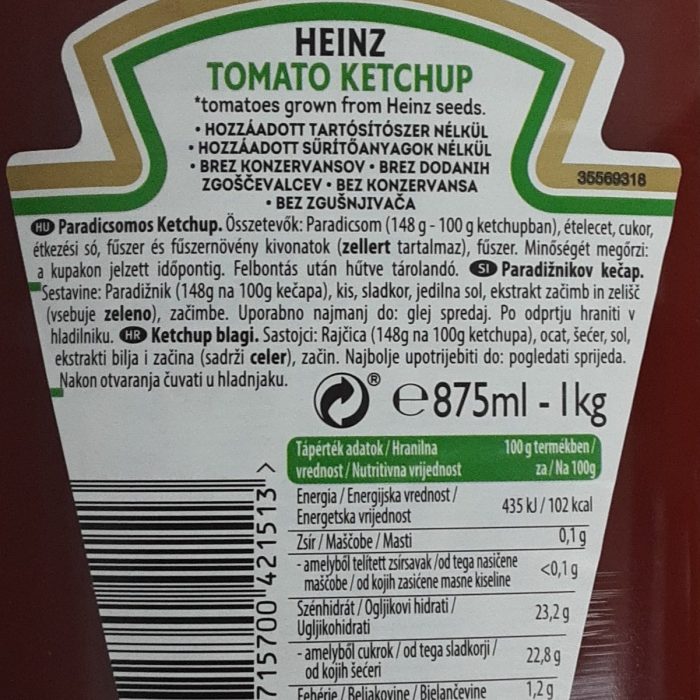 HEINZ
TOMATO KETCHUP
*tomatoes grown from Heinz seeds.
• HOZZÁADOTT TARTÓSÍTÓSZER NÉLKÜL
• HOZZÁADOTT SŰRÍTŐANYAGOK NÉLKÜL
• BREZ KONZERVANSOV • BREZ DODANIH
ZGOŠČEVALCEV • BEZ KONZERVANSA
• BEZ ZGUŠNJIVAČA
35569318
HU Paradicsomos Ketchup. Összetevők: Paradicsom (148 g - 100 g ketchupban), ételecet, cukor,
étkezési só, fűszer és fűszernövény kivonatok (zellert tartalmaz), fűszer. Minőségét megőrzi:
a kupakon jelzett időpontig. Felbontás után hűtve tárolandó. SI Paradižnikov kečap.
Sestavine: Paradižnik (148g na 100g kečapa), kis, sladkor, jedilna sol, ekstrakt začimb in zelišč
(vsebuje zeleno), začimbe. Uporabno najmanj do: glej spredaj. Po odprtju hraniti v
hladilniku. HR Ketchup blagi. Sastojci: Rajčica (148g na 100g ketchupa), ocat, šećer, sol,
ekstrakti bilja i začina (sadrži celer), začin. Najbolje upotrijebiti do: pogledati sprijeda.
Nakon otvaranja čuvati u hladnjaku.
® e875ml - 1kg
Tápérték adatok / Hranilna
vrednost / Nutritivna vrijednost
100 g termékben /
za / Na 100g
Energia / Energijska vrednost /
Energetska vrijednost
435 kJ / 102 kcal
Zsír / Maščobe / Masti
0,1 g
- amelyből telített zsírsavak /od tega nasičene
maščobe / od kojih zasićene masne kiseline
<0,1 g
Szénhidrát / Ogljikovi hidrati /
Ugljikohidrati
23,2 g
- amelyből cukrok / od tega sladkorji /
od kojih šećeri
22,8 g
Fehérje / Beljakovine / Bjelančevine
1,2 g
715700 421513 >